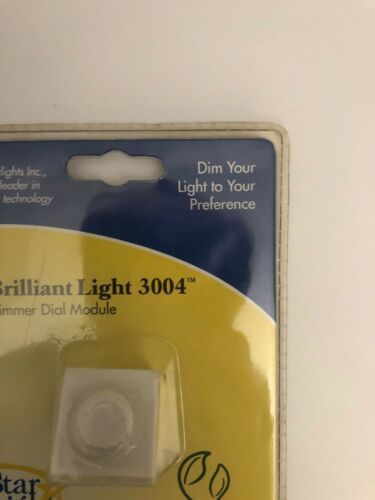 lights Inc.,
leader in
technology
Dim Your
Light to Your
Preference
Brilliant Light 3004™
immer Dial Module
Star